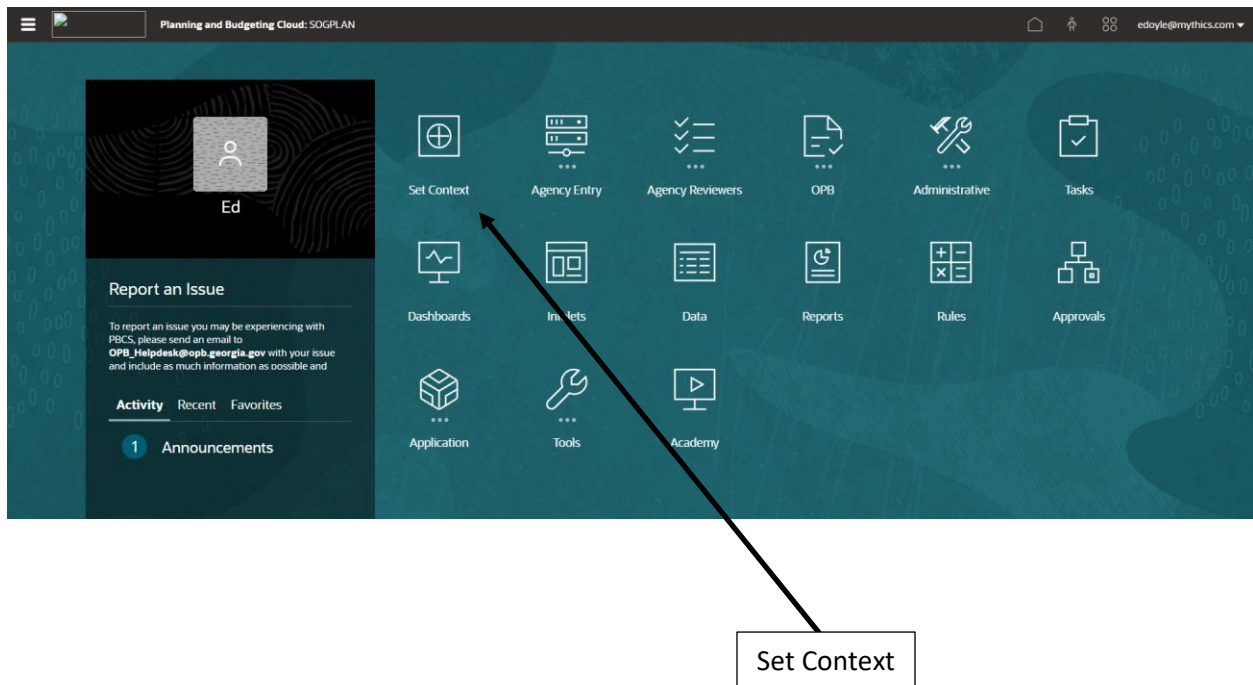 Planning and Budgeting Cloud: SOGPLAN
edoyle@mythics.com
Ed
Report an Issue
To report an issue you may be experiencing with
PBCS, please send an email to
OPB_Helpdesk@opb.georgia.gov with your issue
and include as much information as possible and
Activity Recent Favorites
1 Announcements
Set Context Agency Entry Agency Reviewers OPB Administrative Tasks
Dashboards Infolets Data Reports Rules Approvals
Application Tools Academy
Set Context